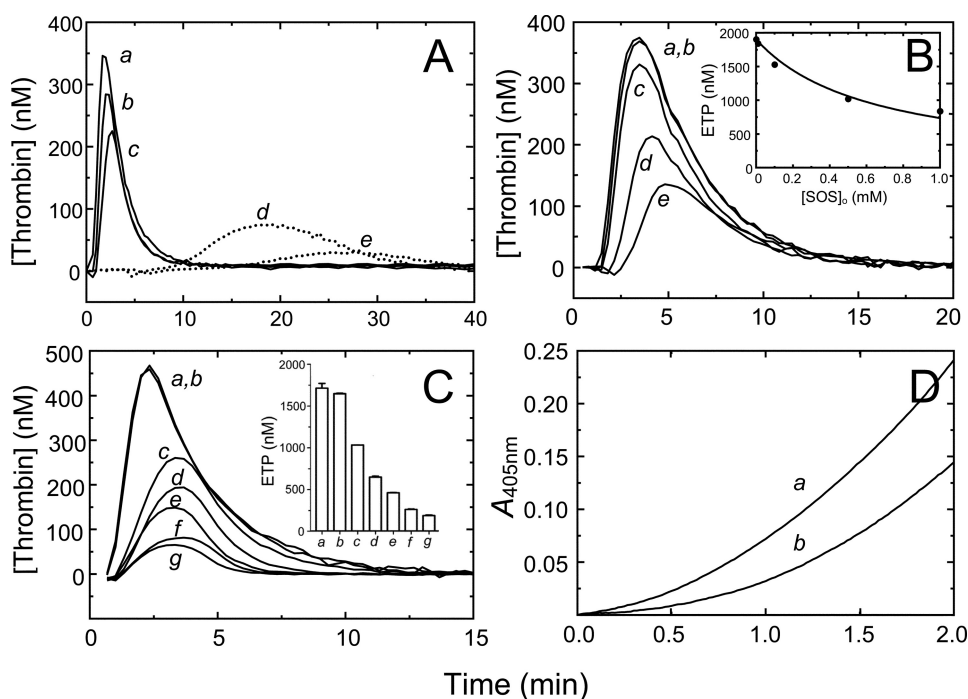 A
[Thrombin] (nM)
400
300
200
100
0
a
b
c
d
e
0 10 20 30 40
B
[Thrombin] (nM)
400
300
200
100
0
a,b
c
d
e
0 5 10 15 20
ETP (nM)
2000
1500
1000
500
0
0 0.2 0.4 0.6 0.8 1.0
[SOS]o (mM)
C
[Thrombin] (nM)
500
400
300
200
100
0
a,b
c
d
e
f
g
0 5 10 15
ETP (nM)
2000
1500
1000
500
0
a b c d e f g
D
A405nm
0.25
0.20
0.15
0.10
0.05
a
b
0.0 0.5 1.0 1.5 2.0
Time (min)